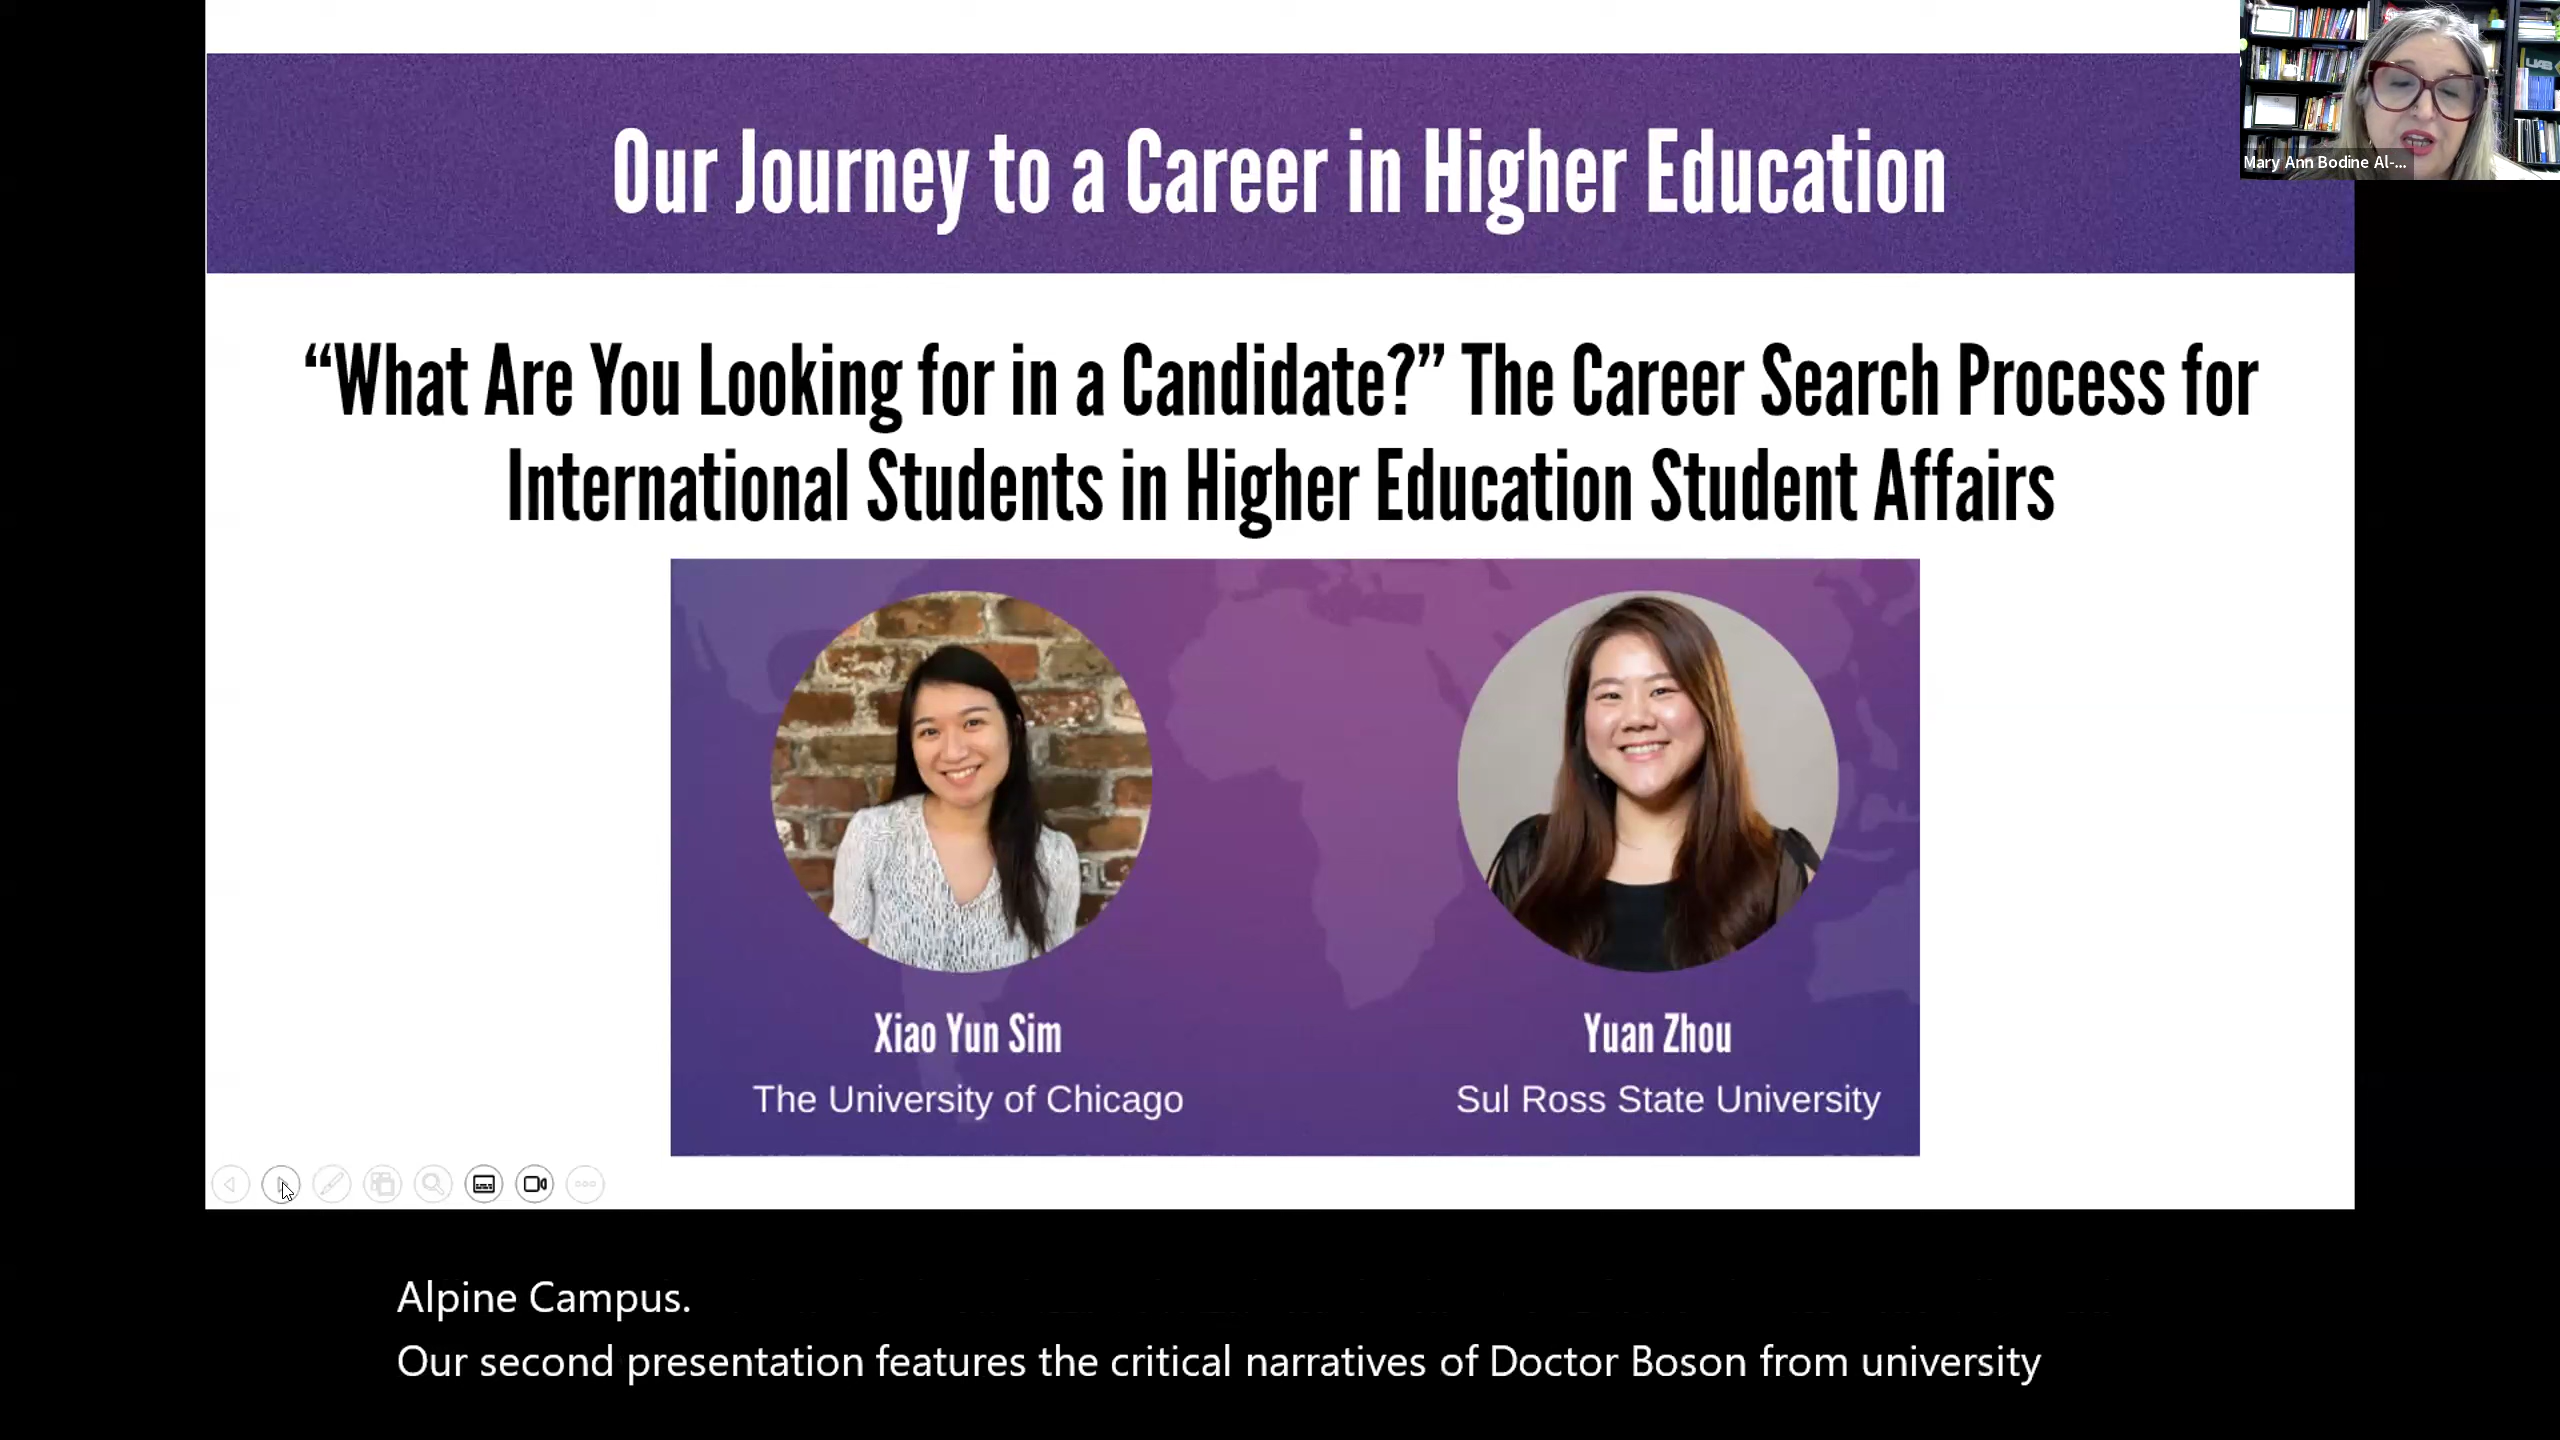 Our Journey to a Career in Higher Education
“What Are You Looking for in a Candidate?” The Career Search Process for
International Students in Higher Education Student Affairs
Xiao Yun Sim
The University of Chicago
Yuan Zhou
Sul Ross State University
UAB
Mary Ann Bodine Al-...
Alpine Campus.
Our second presentation features the critical narratives of Doctor Boson from university